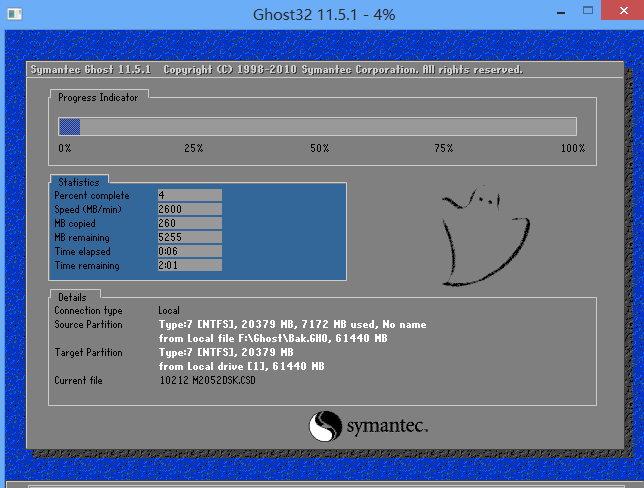 Ghost32 11.5.1 - 4%
Symantec Ghost 11.5.1 Copyright (C) 1998-2010 Symantec Corporation. All rights reserved.
Progress Indicator
0% 25% 50% 75% 100%
Statistics
Percent complete 4
Speed (MB/min) 2600
MB copied 260
MB remaining 5255
Time elapsed 0:06
Time remaining 2:01
Details
Connection type Local
Source Partition Type:7 [NTFS], 20379 MB, 7172 MB used, No name
from Local file F:\Ghost\Bak.GHO, 61440 MB
Target Partition Type:7 [NTFS], 20379 MB
from Local drive [1], 61440 MB
Current file 10212 M2052DSK.CSD
symantec.